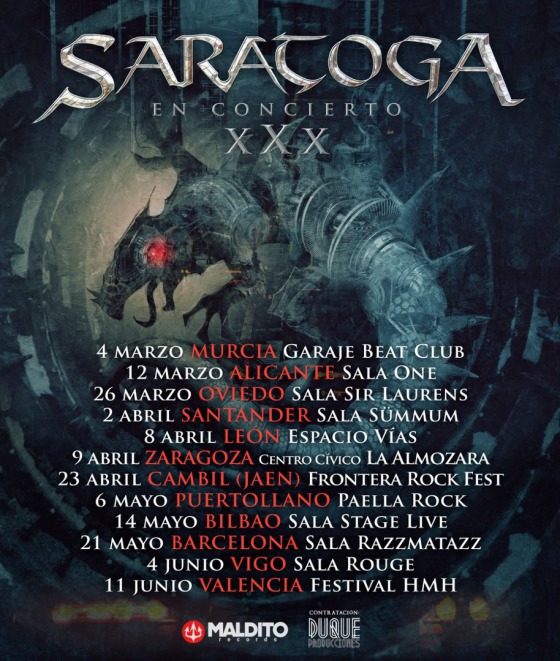 SARATOGA
EN CONCIERTO
XXX
4 MARZO MURCIA GARAJE BEAT CLUB
12 MARZO ALICANTE SALA ONE
26 MARZO OVIEDO SALA SIR LAURENS
2 ABRIL SANTANDER SALA SÜMMUM
8 ABRIL LEÓN ESPACIO VÍAS
9 ABRIL ZARAGOZA CENTRO CÍVICO LA ALMOZARA
23 ABRIL CAMBIL (JAEN) FRONTERA ROCK FEST
6 MAYO PUERTOLLANO PAELLA ROCK
14 MAYO BILBAO SALA STAGE LIVE
21 MAYO BARCELONA SALA RAZZMATAZZ
4 JUNIO VIGO SALA ROUGE
11 JUNIO VALENCIA FESTIVAL HMH
MALDITO
records
CONTRATACIÓN:
DUQUE
PRODUCCIONES